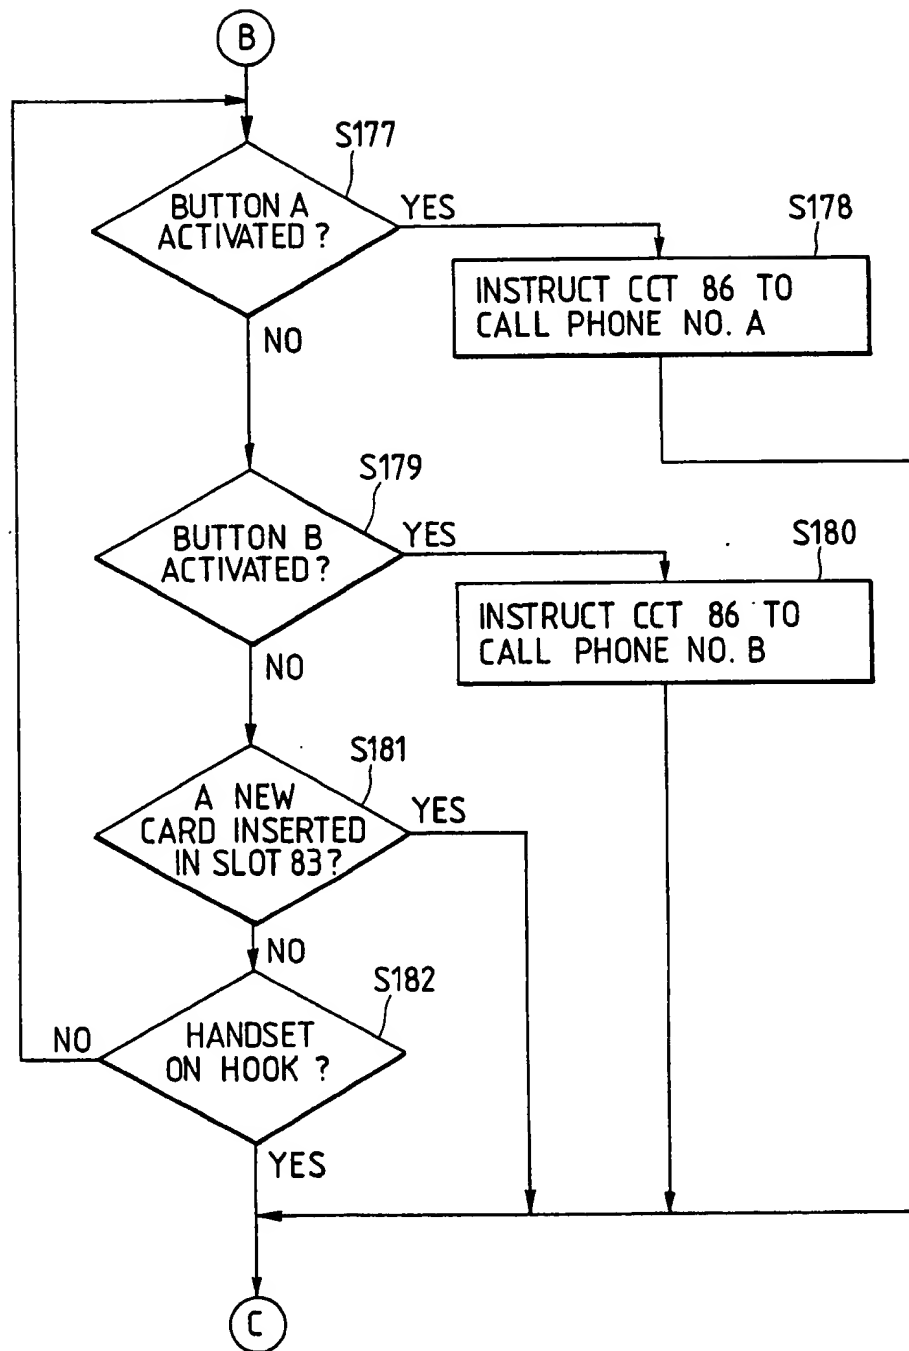 B
S177
BUTTON A
ACTIVATED ?
YES
NO
S178
INSTRUCT CCT 86 TO
CALL PHONE NO. A
S179
BUTTON B
ACTIVATED ?
YES
NO
S180
INSTRUCT CCT 86 TO
CALL PHONE NO. B
S181
A NEW
CARD INSERTED
IN SLOT 83 ?
YES
NO
S182
HANDSET
ON HOOK ?
NO
YES
C